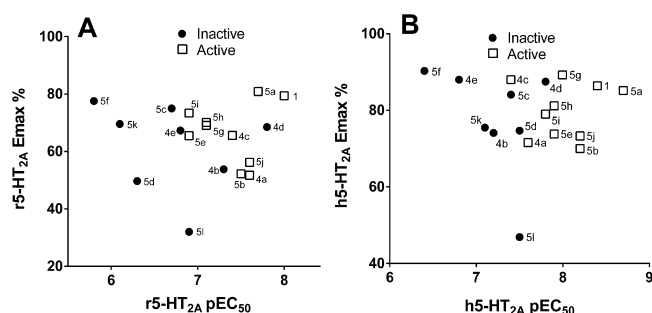 A
Inactive
Active
r5-HT2A Emax %
100
80
60
40
20
5f
5k
5d
5c
4e
5i
5e
5h
5g
4c
5a
1
4d
4b
5b
5j
4a
5l
6
7
8
r5-HT2A pEC50
B
Inactive
Active
h5-HT2A Emax %
100
80
60
40
5f
4e
4c
5c
5g
4d
1
5a
5k
4b
5h
5i
5d
4a
5e
5j
5b
5l
6
7
8
9
h5-HT2A pEC50